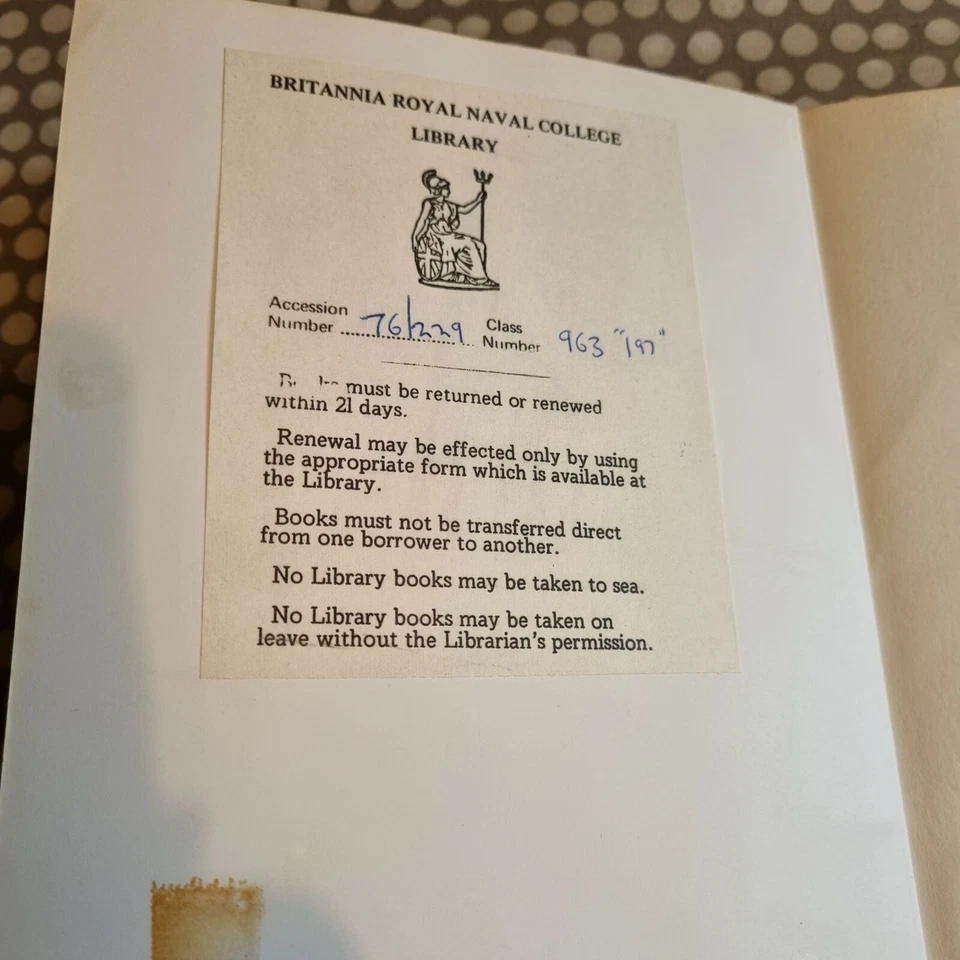 BRITANNIA ROYAL NAVAL COLLEGE
LIBRARY
Accession
Number ........ 76/229 ...
Class
Number 963 "197"
must be returned or renewed
within 21 days.
Renewal may be effected only by using
the appropriate form which is available at
the Library.
Books must not be transferred direct
from one borrower to another.
No Library books may be taken to sea.
No Library books may be taken on
leave without the Librarian's permission.